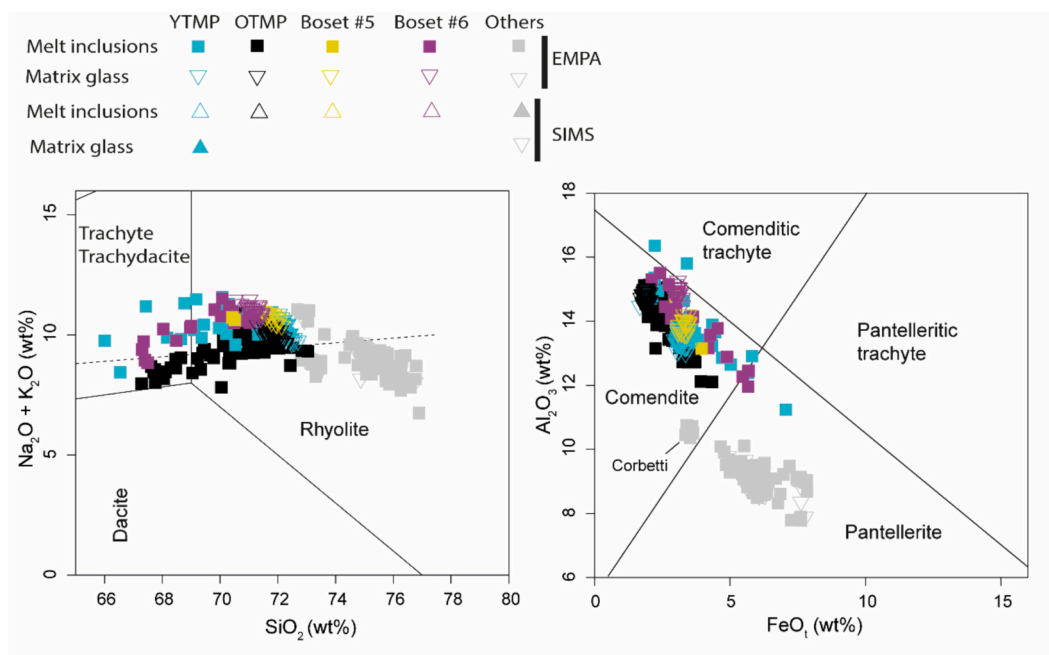 YTMP OTMP Boset #5 Boset #6 Others
Melt inclusions
Matrix glass
EMPA
Melt inclusions
Matrix glass
SIMS
Trachyte
Trachydacite
Rhyolite
Dacite
Na₂O + K₂O (wt%)
15
10
5
0
66 68 70 72 74 76 78 80
SiO₂ (wt%)
Comenditic
trachyte
Pantelleritic
trachyte
Comendite
Corbetti
Pantellerite
Al₂O₃ (wt%)
18
16
14
12
10
8
6
0 5 10 15
FeOₜ (wt%)